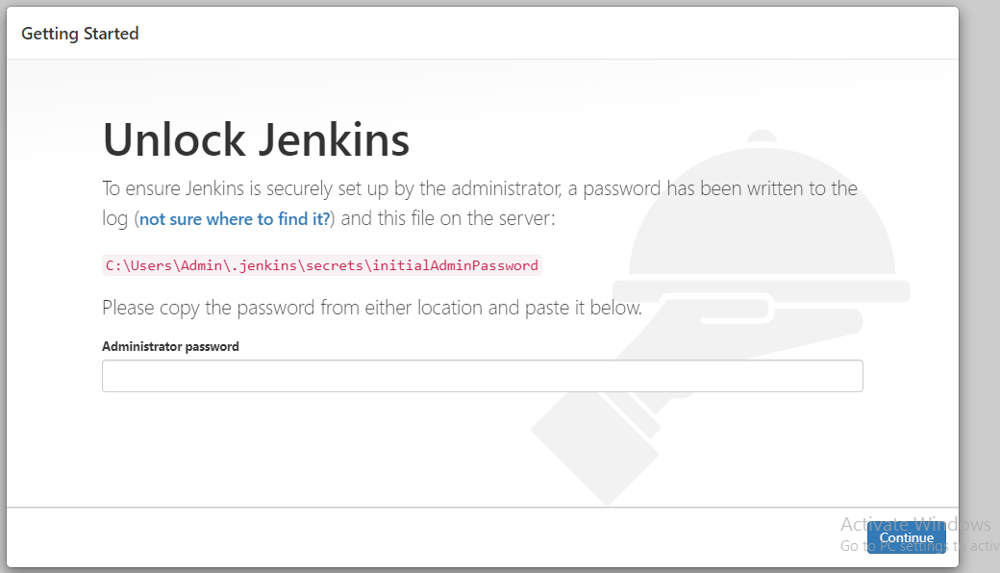 Getting Started
Unlock Jenkins
To ensure Jenkins is securely set up by the administrator, a password has been written to the
log (not sure where to find it?) and this file on the server:
C:\Users\Admin\.jenkins\secrets\initialAdminPassword
Please copy the password from either location and paste it below.
Administrator password
Activate Windows
Continue
Go to PC settings to activ